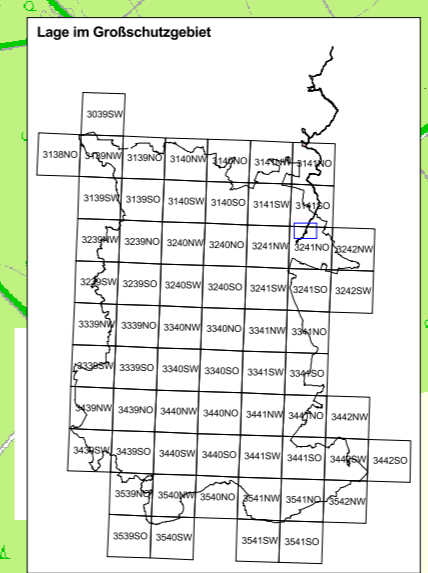 Lage im Großschutzgebiet
3039SW
3138NO 3139NW 3139NO 3140NW 3140NO 3141NW 3141NO
3139SW 3139SO 3140SW 3140SO 3141SW 3141SO
3239NW 3239NO 3240NW 3240NO 3241NW 3241NO 3242NW
3239SW 3239SO 3240SW 3240SO 3241SW 3241SO 3242SW
3339NW 3339NO 3340NW 3340NO 3341NW 3341NO
3339SW 3339SO 3340SW 3340SO 3341SW 3341SO
3439NW 3439NO 3440NW 3440NO 3441NW 3441NO 3442NW
3439SW 3439SO 3440SW 3440SO 3441SW 3441SO 3442SW 3442SO
3539NO 3540NW 3540NO 3541NW 3541NO 3542NW
3539SO 3540SW 3541SW 3541SO